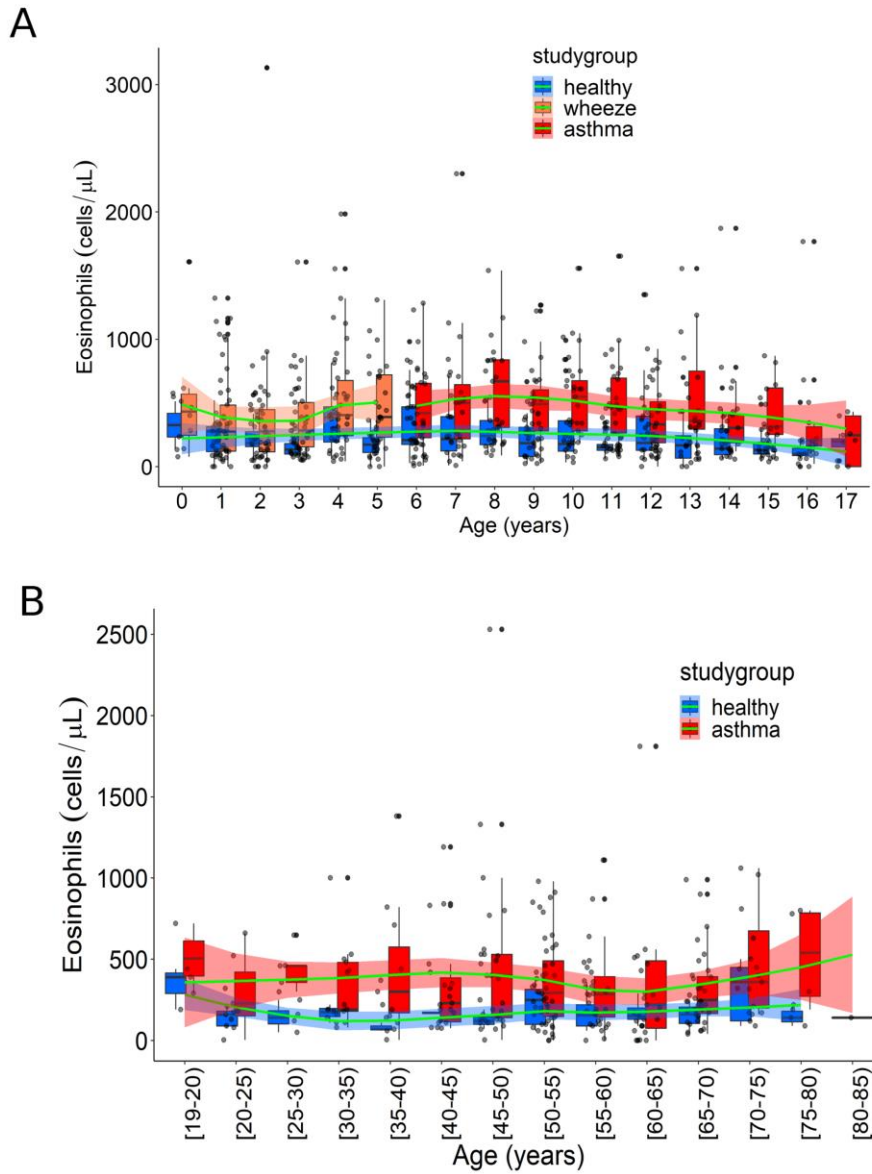 A
studygroup
healthy
wheeze
asthma
Eosinophils (cells/μL)
3000
2000
1000
0
0 1 2 3 4 5 6 7 8 9 10 11 12 13 14 15 16 17
Age (years)
B
studygroup
healthy
asthma
Eosinophils (cells/μL)
2500
2000
1500
1000
500
0
[19-20) [20-25) [25-30) [30-35) [35-40) [40-45) [45-50) [50-55) [55-60) [60-65) [65-70) [70-75) [75-80) [80-85)
Age (years)